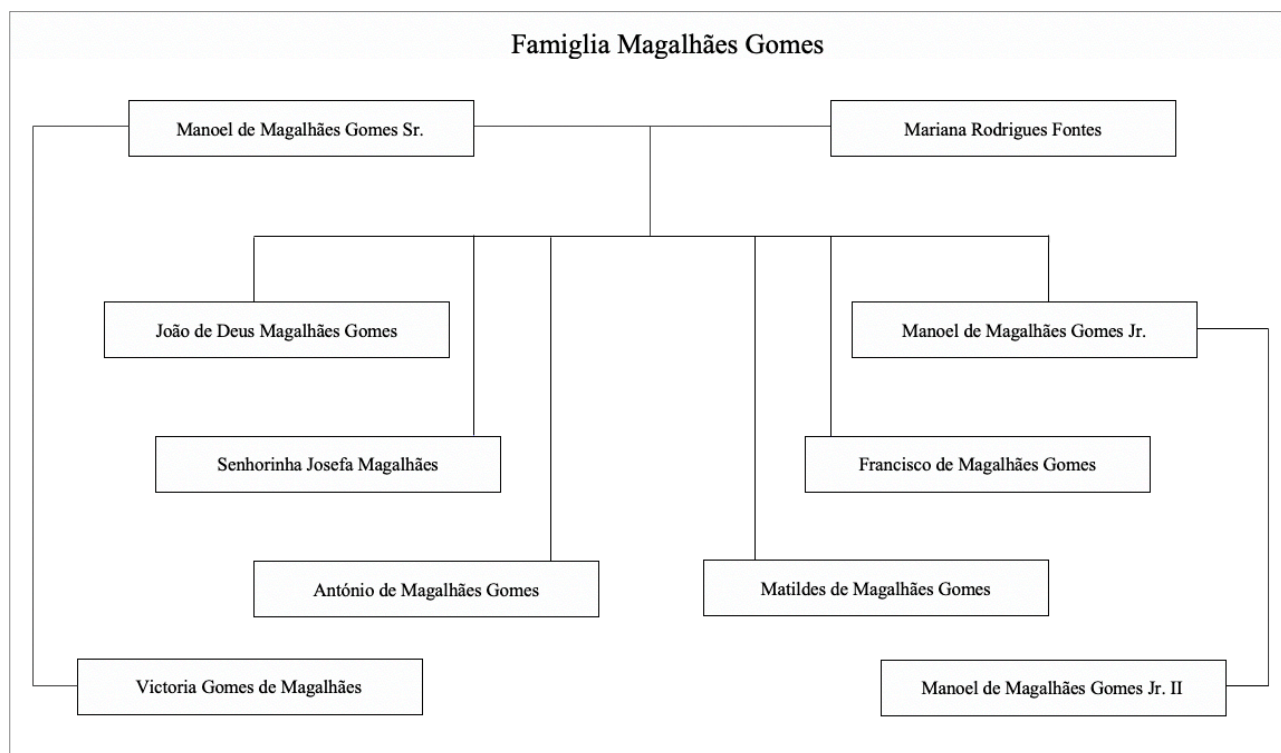 Famiglia Magalhães Gomes
Manoel de Magalhães Gomes Sr.
Mariana Rodrigues Fontes
João de Deus Magalhães Gomes
Manoel de Magalhães Gomes Jr.
Senhorinha Josefa Magalhães
Francisco de Magalhães Gomes
António de Magalhães Gomes
Matildes de Magalhães Gomes
Victoria Gomes de Magalhães
Manoel de Magalhães Gomes Jr. II